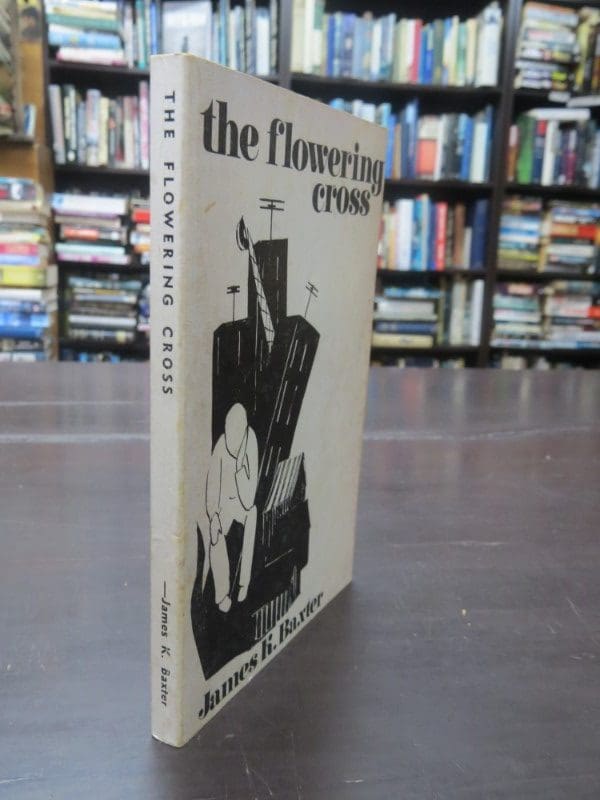 THE FLOWERING CROSS
—James K. Baxter
the flowering
cross
James K. Baxter